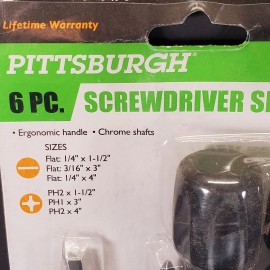 Lifetime Warranty
PITTSBURGH®
6 PC. SCREWDRIVER SE
• Ergonomic handle • Chrome shafts
SIZES
Flat: 1/4" x 1-1/2"
Flat: 3/16" x 3"
Flat: 1/4" x 4"
PH2 x 1-1/2"
PH1 x 3"
PH2 x 4"